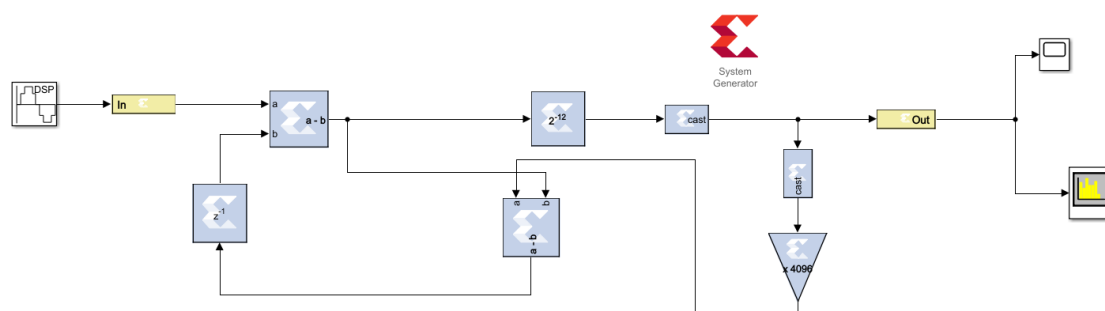 System
Generator
DSP
In
a
b
a - b
2-12
cast
Out
z-1
a
b
a - b
cast
x 4096